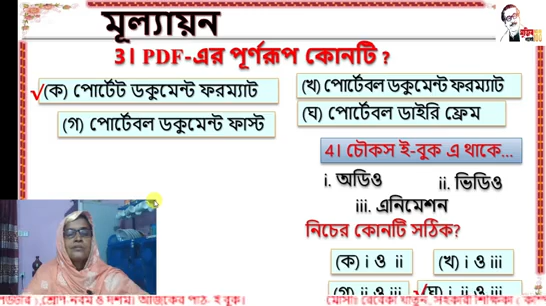 মূল্যায়ন
3। PDF-এর পূর্ণরূপ কোনটি ?
√(ক) পোর্টেট ডকুমেন্ট ফরম্যাট
(খ) পোর্টেবল ডকুমেন্ট ফরম্যাট
(গ) পোর্টেবল ডকুমেন্ট ফাস্ট
(ঘ) পোর্টেবল ডাইরি ফ্রেম
4। চৌকস ই-বুক এ থাকে...
i. অডিও
ii. ভিডিও
iii. এনিমেশন
নিচের কোনটি সঠিক?
(ক) i ও ii
(খ) i ও iii
(গ) ii ও iii
√(ঘ) i ii ও iii
শ্রেণি-নবম ও দশম। আজকের পাঠ- ই বুক।
মোসাঃ রেবেকা খাতুন, সহকারী শিক্ষিকা